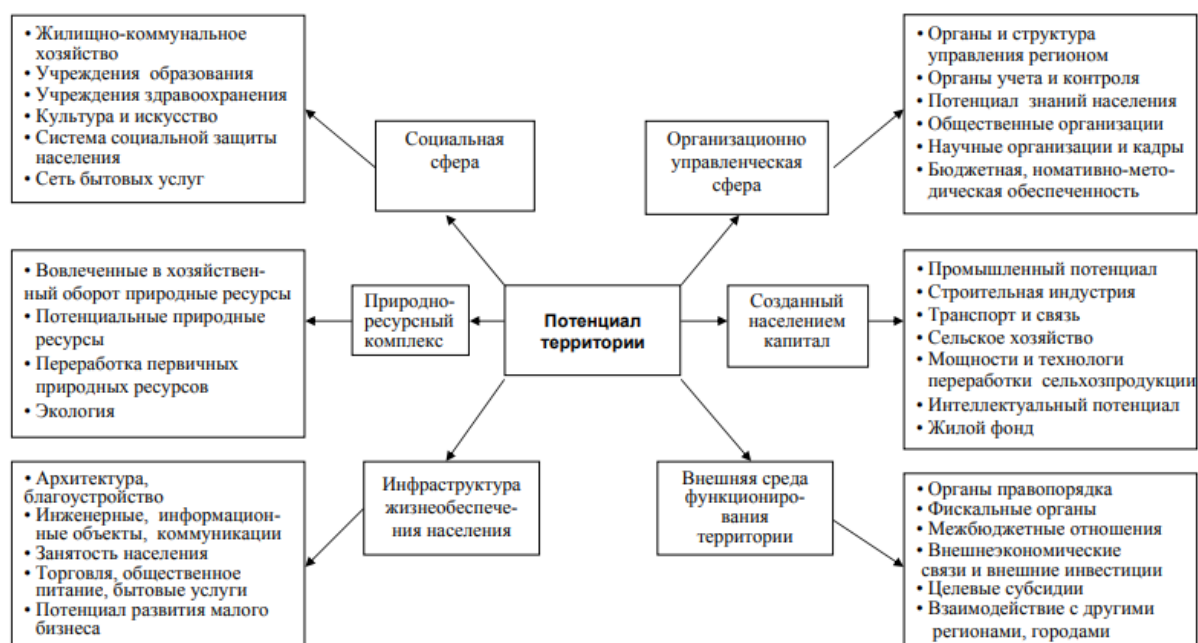 • Жилищно-коммунальное
хозяйство
• Учреждения образования
• Учреждения здравоохранения
• Культура и искусство
• Система социальной защиты
населения
• Сеть бытовых услуг
Социальная
сфера
Организационно
управленческая
сфера
• Органы и структура
управления регионом
• Органы учета и контроля
• Потенциал знаний населения
• Общественные организации
• Научные организации и кадры
• Бюджетная, номативно-мето-
дическая обеспеченность
• Вовлеченные в хозяйствен-
ный оборот природные ресурсы
• Потенциальные природные
ресурсы
• Переработка первичных
природных ресурсов
• Экология
Природно-
ресурсный
комплекс
Потенциал
территории
Созданный
населением
капитал
• Промышленный потенциал
• Строительная индустрия
• Транспорт и связь
• Сельское хозяйство
• Мощности и технологи
переработки сельхозпродукции
• Интеллектуальный потенциал
• Жилой фонд
• Архитектура,
благоустройство
• Инженерные, информацион-
ные объекты, коммуникации
• Занятость населения
• Торговля, общественное
питание, бытовые услуги
• Потенциал развития малого
бизнеса
Инфраструктура
жизнеобеспече-
ния населения
Внешняя среда
функциониро-
вания
территории
• Органы правопорядка
• Фискальные органы
• Межбюджетные отношения
• Внешнеэкономические
связи и внешние инвестиции
• Целевые субсидии
• Взаимодействие с другими
регионами, городами